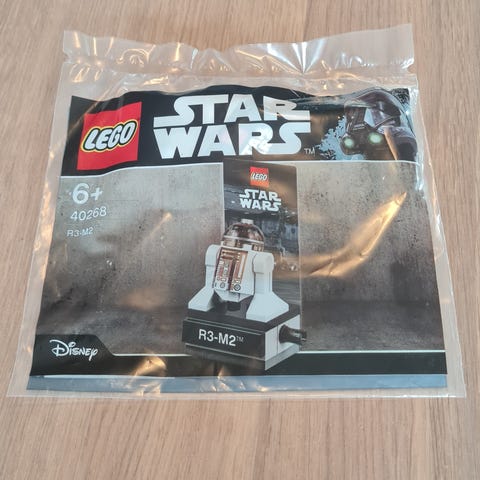 LEGO
STAR
WARS
TM
6+
40268
R3-M2
LEGO
STAR
WARS
R3-M2™
Disney